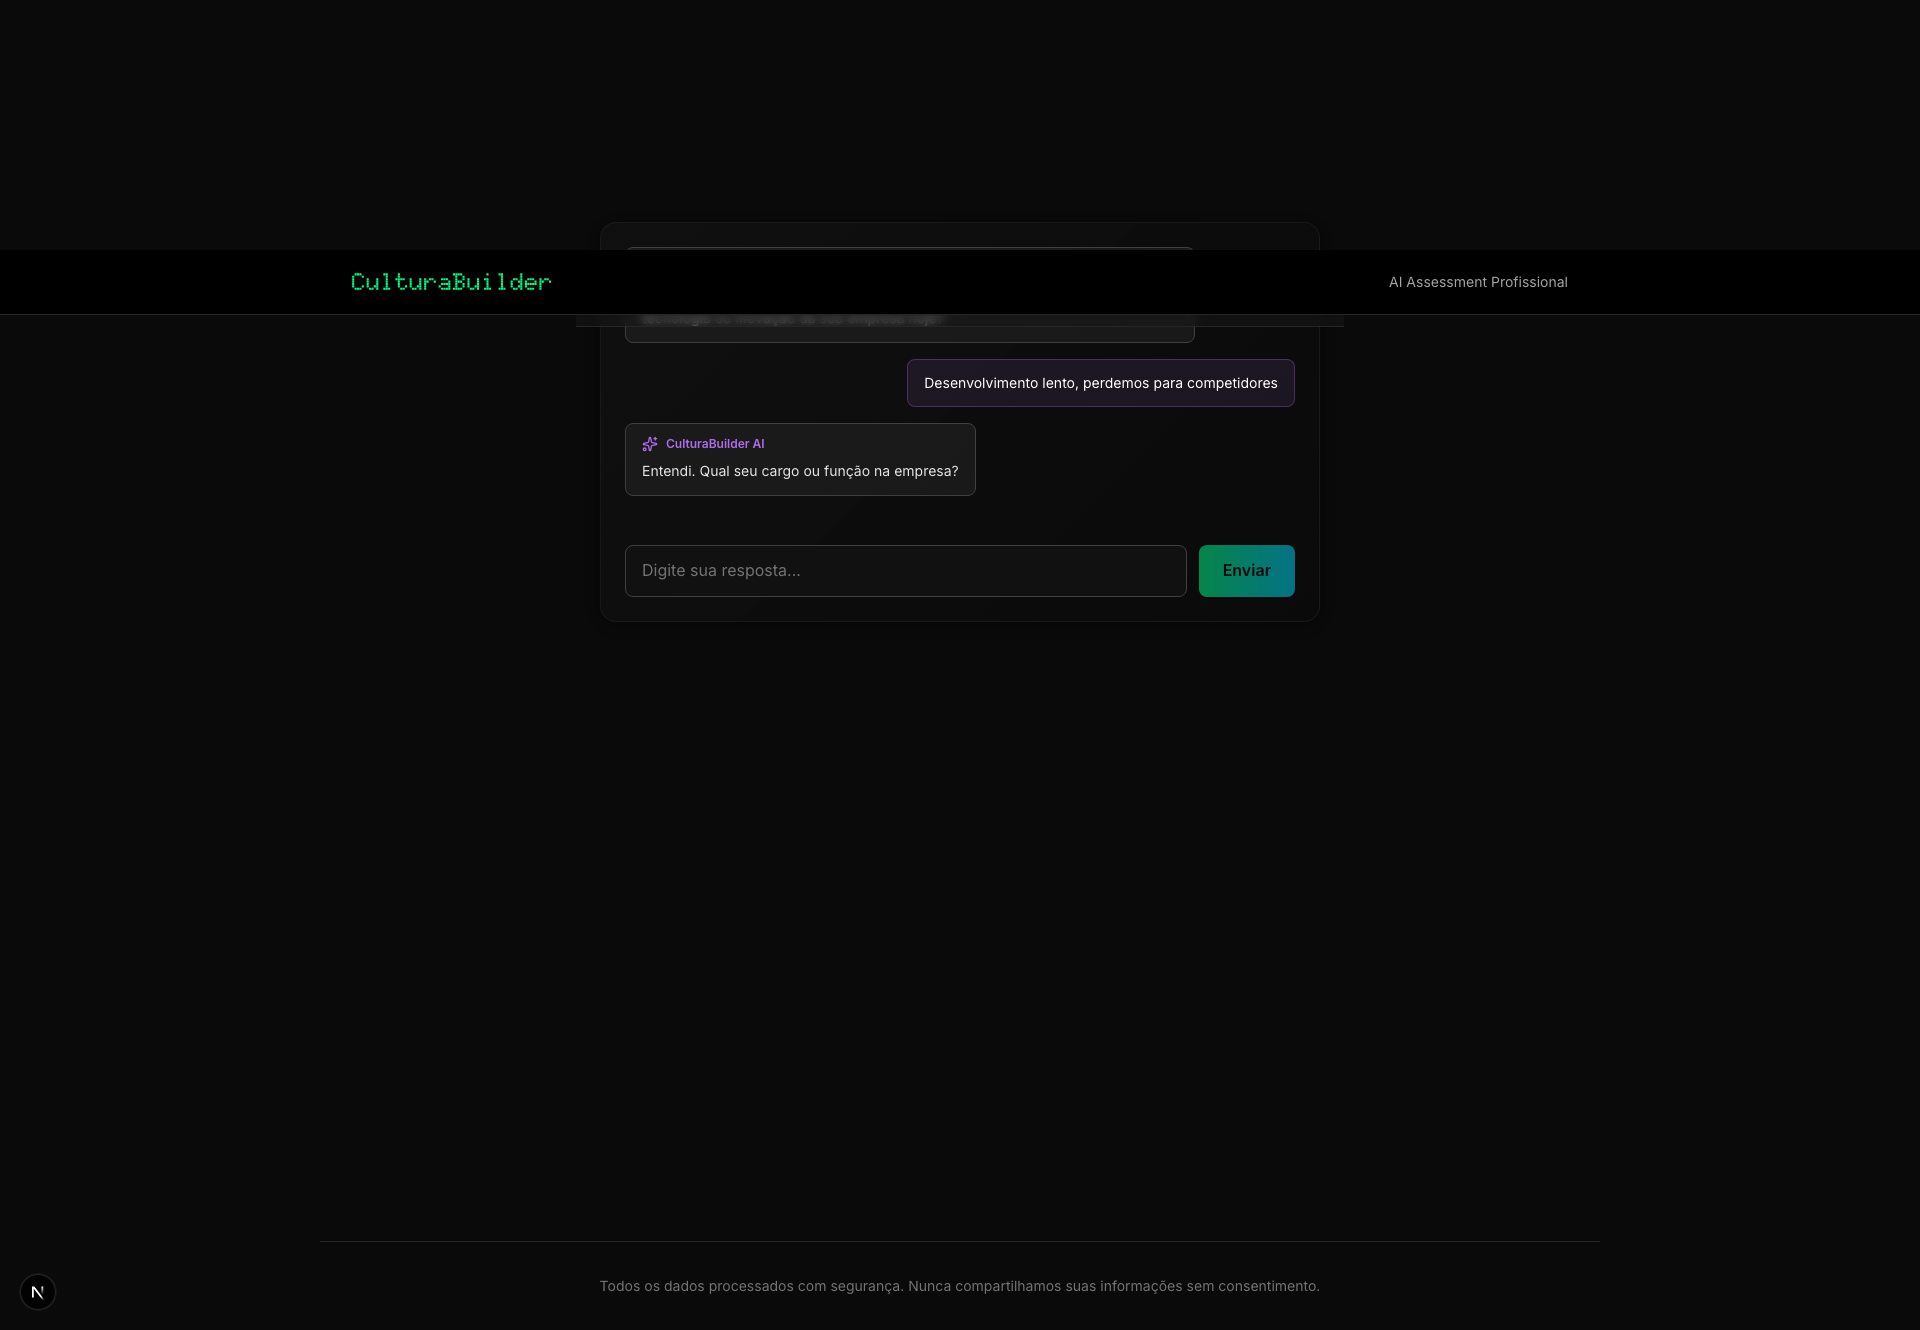 CulturaBuilder
AI Assessment Profissional
Desenvolvimento lento, perdemos para competidores
CulturaBuilder AI
Entendi. Qual seu cargo ou função na empresa?
Digite sua resposta...
Enviar
Todos os dados processados com segurança. Nunca compartilhamos suas informações sem consentimento.